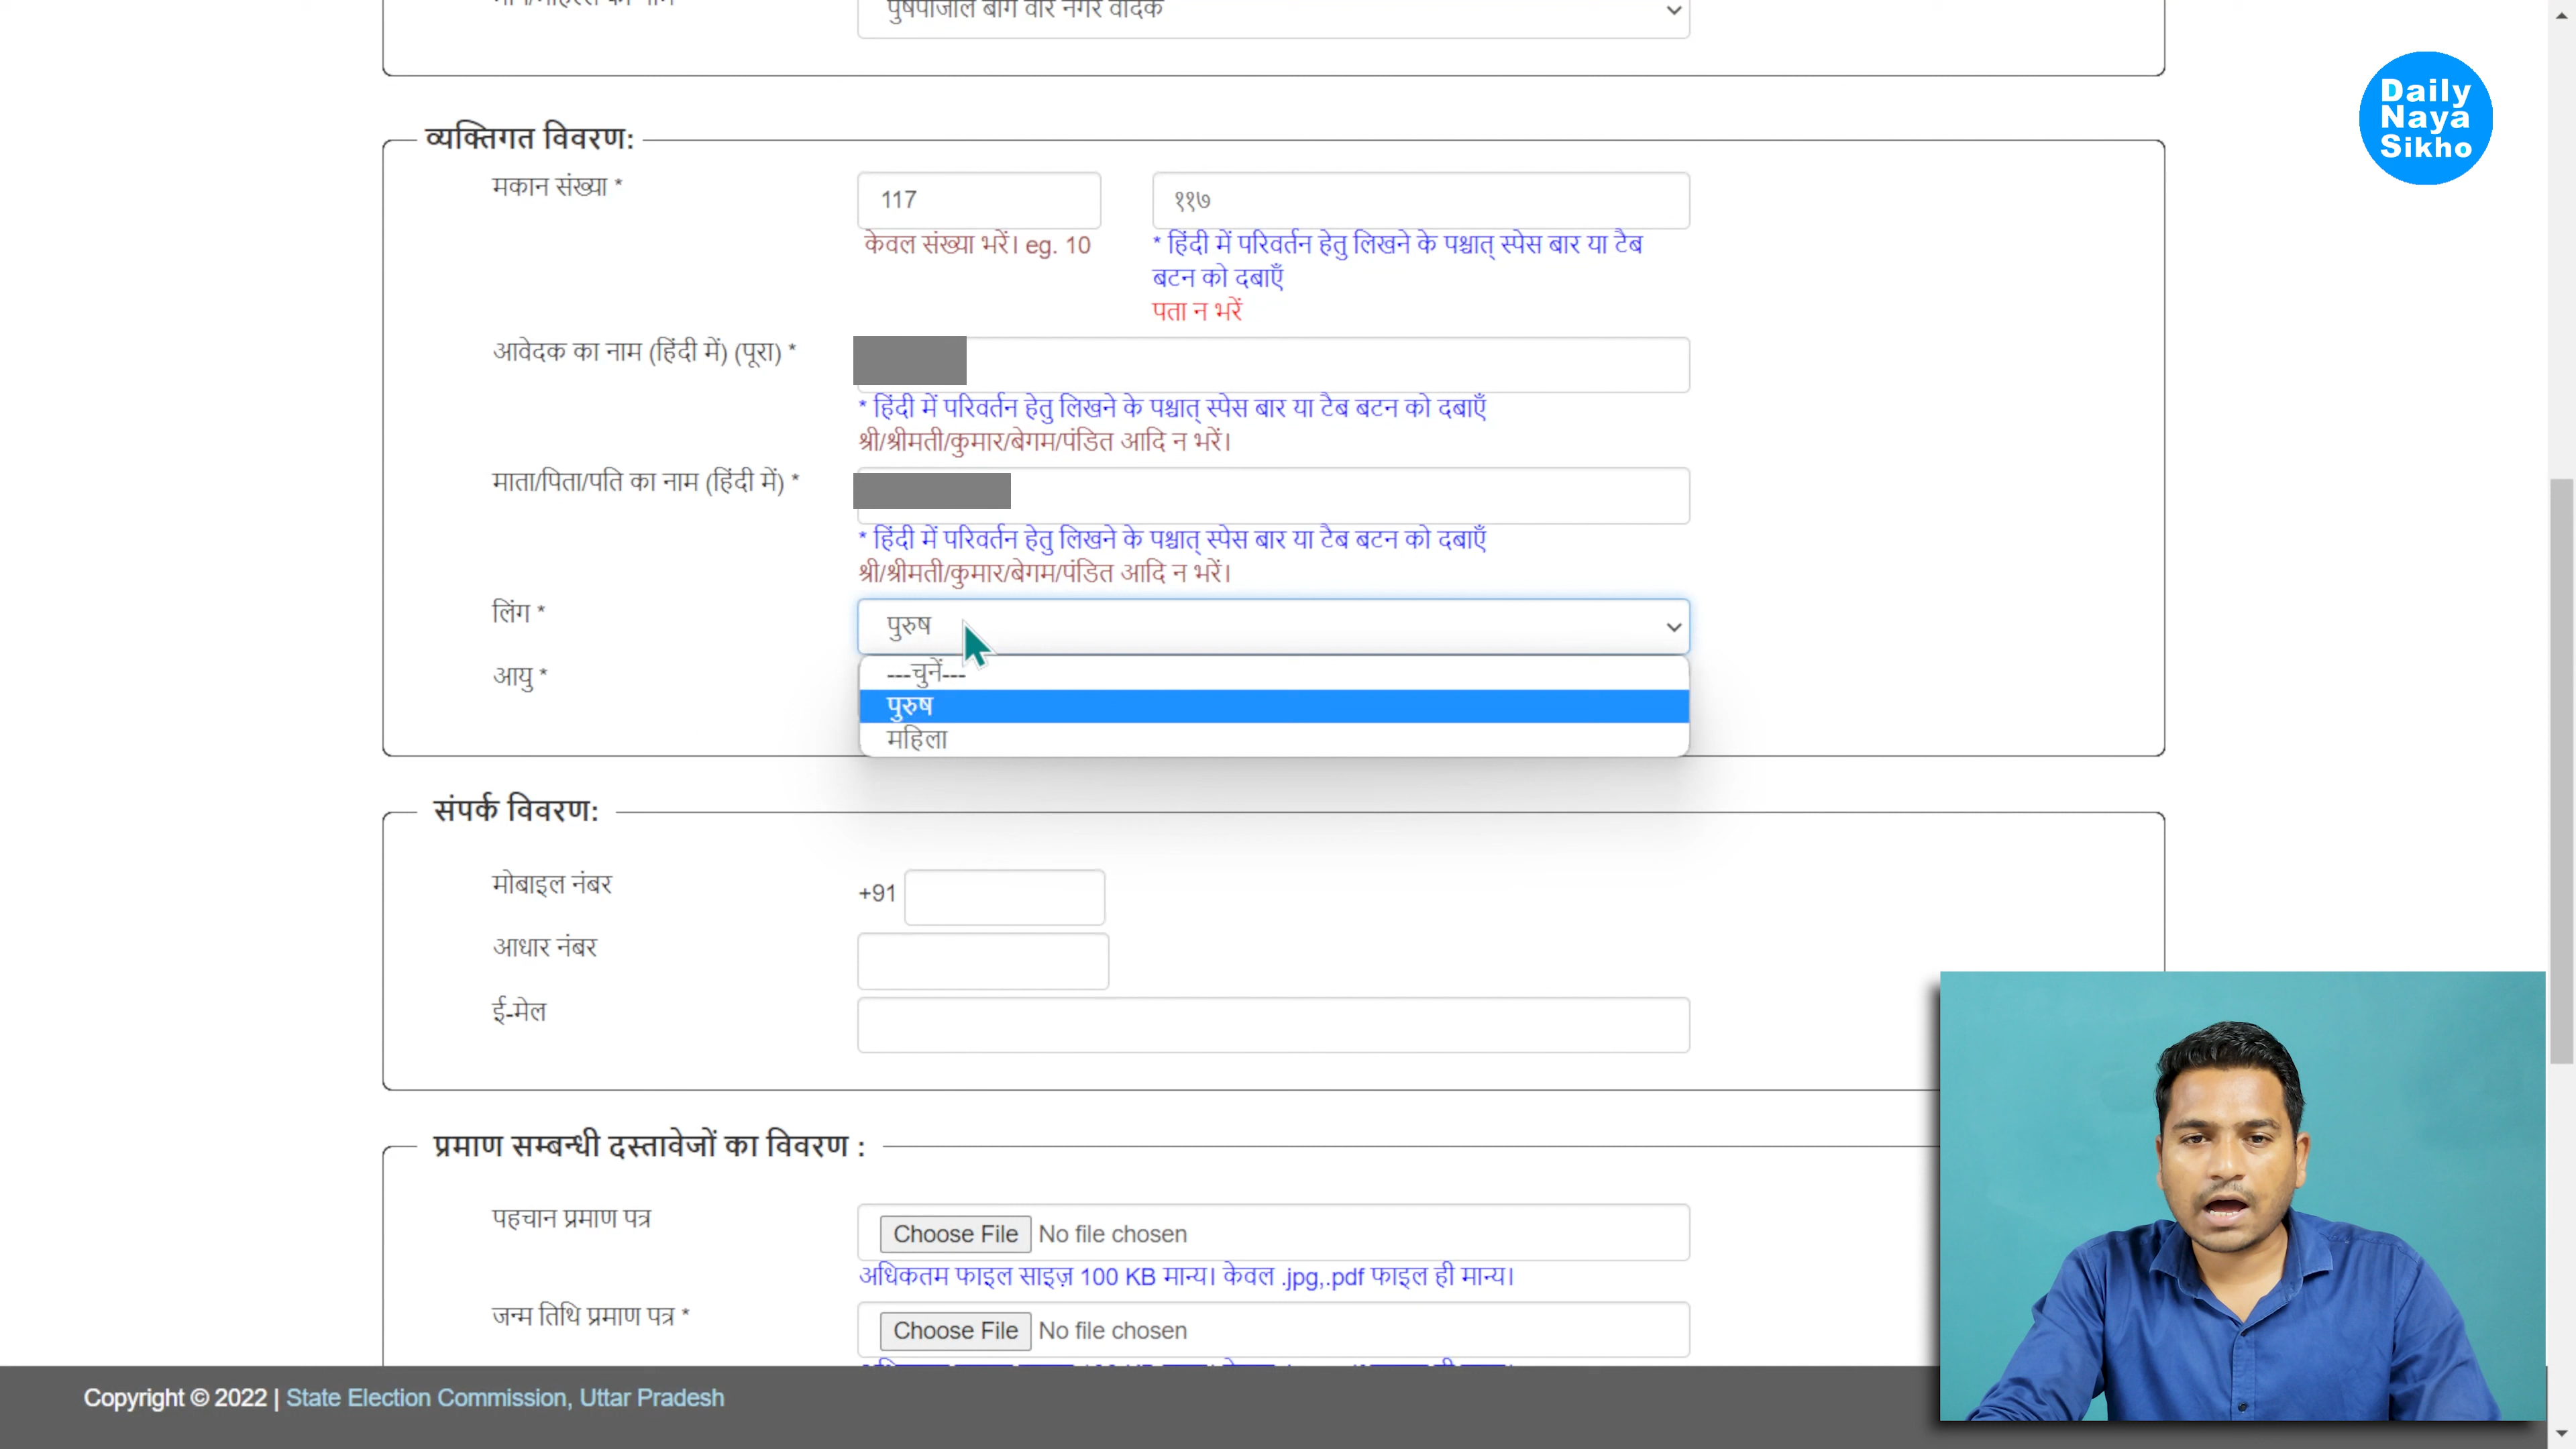 Daily
Naya
Sikho
व्यक्तिगत विवरण:
मकान संख्या *
117
११७
केवल संख्या भरें। eg. 10
* हिंदी में परिवर्तन हेतु लिखने के पश्चात् स्पेस बार या टैब
बटन को दबाएँ
पता न भरें
आवेदक का नाम (हिंदी में) (पूरा) *
* हिंदी में परिवर्तन हेतु लिखने के पश्चात् स्पेस बार या टैब बटन को दबाएँ
श्री/श्रीमती/कुमार/बेगम/पंडित आदि न भरें।
माता/पिता/पति का नाम (हिंदी में) *
* हिंदी में परिवर्तन हेतु लिखने के पश्चात् स्पेस बार या टैब बटन को दबाएँ
श्री/श्रीमती/कुमार/बेगम/पंडित आदि न भरें।
लिंग *
पुरुष
---चुनें---
पुरुष
महिला
आयु *
संपर्क विवरण:
मोबाइल नंबर
+91
आधार नंबर
ई-मेल
प्रमाण सम्बन्धी दस्तावेजों का विवरण :
पहचान प्रमाण पत्र
Choose File No file chosen
अधिकतम फाइल साइज़ 100 KB मान्य। केवल .jpg,.pdf फाइल ही मान्य।
जन्म तिथि प्रमाण पत्र *
Choose File No file chosen
Copyright © 2022 | State Election Commission, Uttar Pradesh